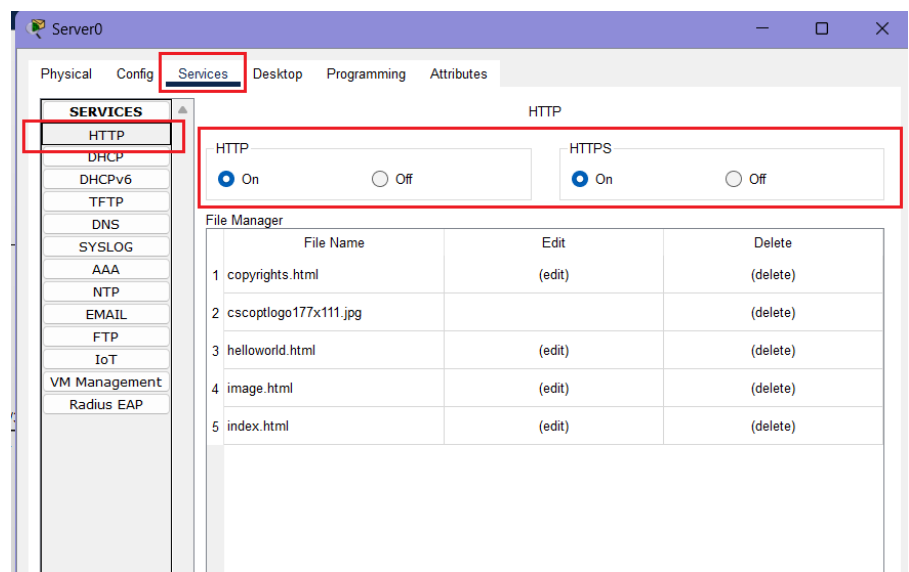 Server0
Physical Config Services Desktop Programming Attributes
SERVICES
HTTP
DHCP
DHCPv6
TFTP
DNS
SYSLOG
AAA
NTP
EMAIL
FTP
IoT
VM Management
Radius EAP
HTTP
HTTP HTTPS
On Off On Off
File Manager
File Name Edit Delete
1 copyrights.html (edit) (delete)
2 cscoptlogo177x111.jpg (delete)
3 helloworld.html (edit) (delete)
4 image.html (edit) (delete)
5 index.html (edit) (delete)